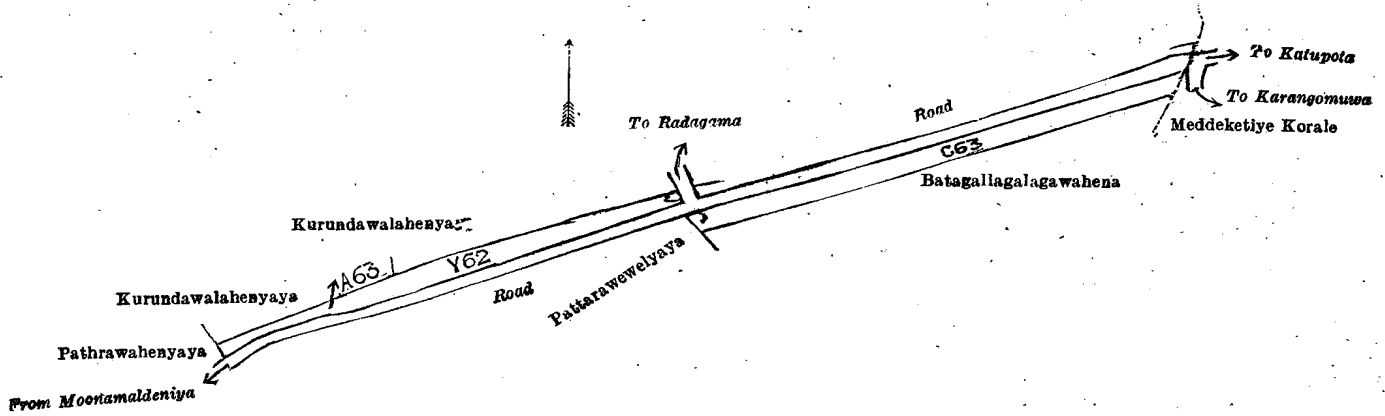 To Katupota
To Karangomuwa
Meddeketiye Korale
Road
To Radagama
C63
Batagallagalagawahena
Kurundawalahenyaya
Y62
A63
Road
Pattarawewelyaya
Kurundawalahenyaya
Pathrawahenyaya
From Moonamaldeniya